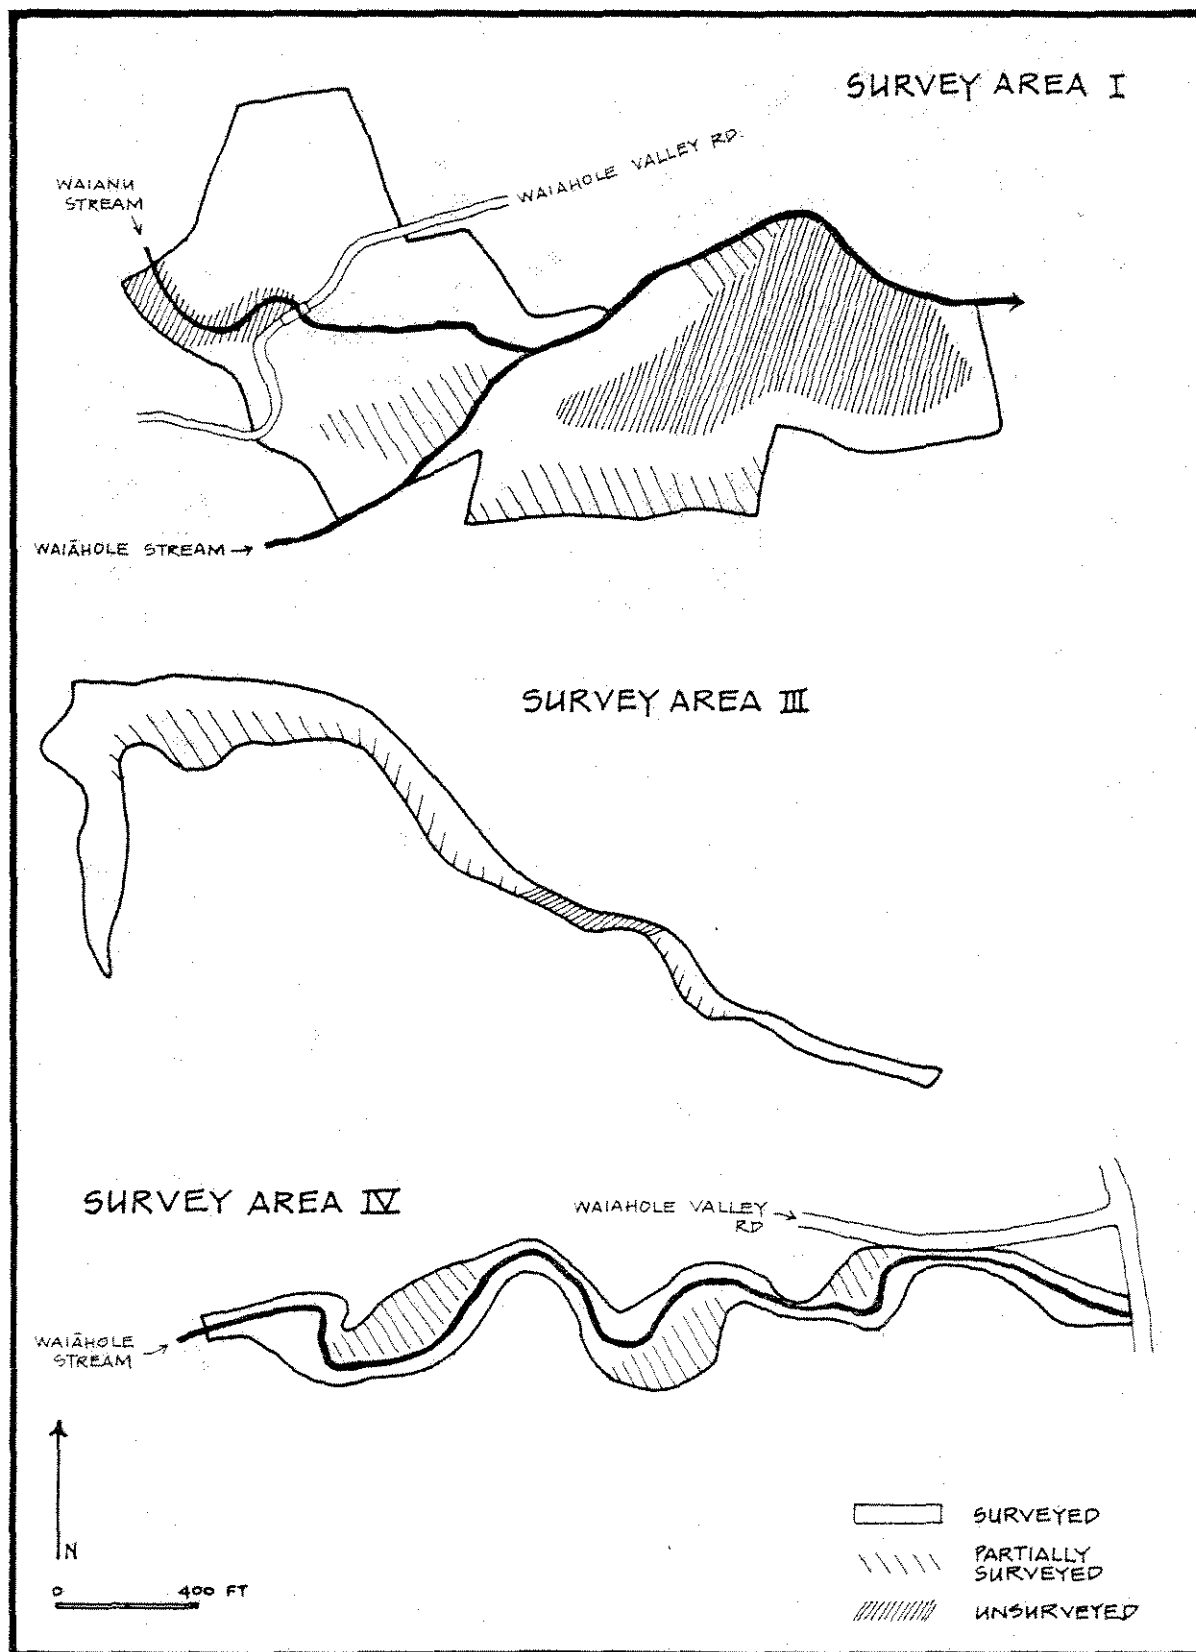 SURVEY AREA I
WAIAHOLE VALLEY RD.
WAIANU
STREAM
WAIĀHOLE STREAM
SURVEY AREA III
SURVEY AREA IV
WAIAHOLE VALLEY
RD
WAIĀHOLE
STREAM
N
0 400 FT
SURVEYED
PARTIALLY
SURVEYED
UNSURVEYED